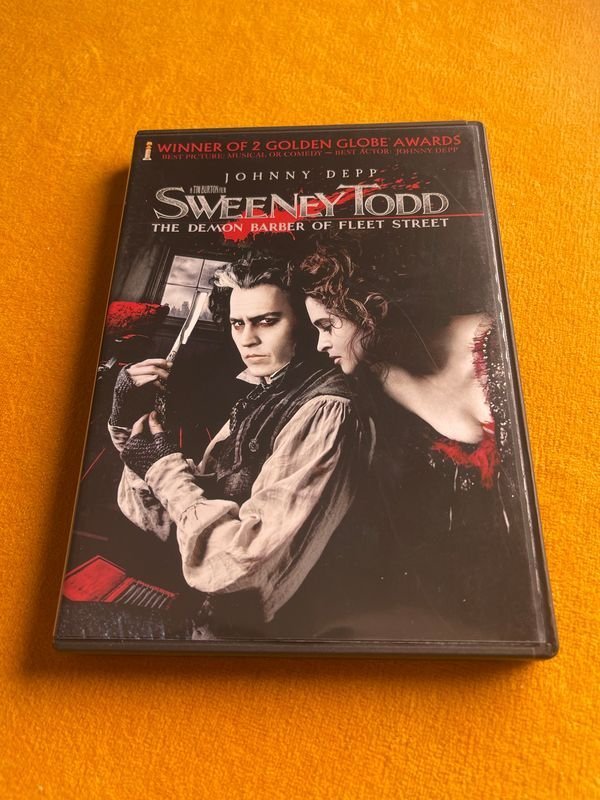 WINNER OF 2 GOLDEN GLOBE® AWARDS
BEST PICTURE: MUSICAL OR COMEDY — BEST ACTOR: JOHNNY DEPP
JOHNNY DEPP
A TIM BURTON FILM
SWEENEY TODD
THE DEMON BARBER OF FLEET STREET